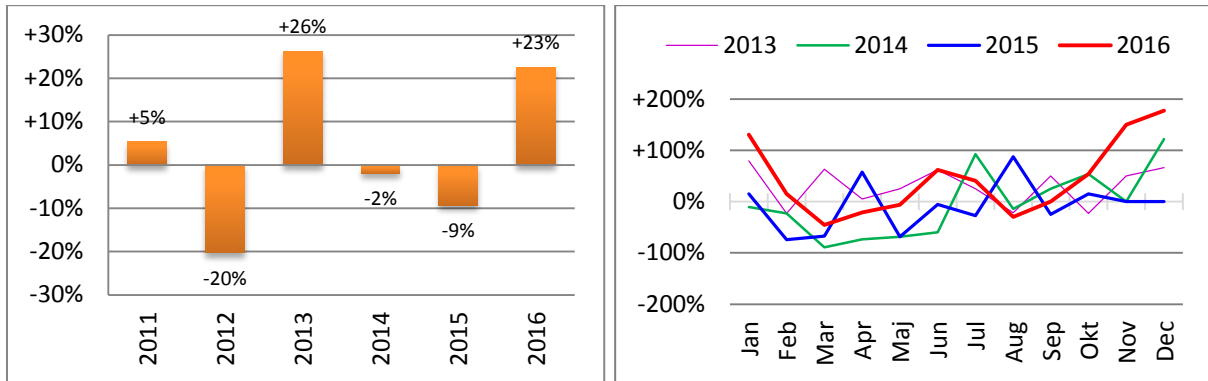 +30%
+20%
+10%
0%
-10%
-20%
-30%
+5%
-20%
+26%
-2%
-9%
+23%
2011
2012
2013
2014
2015
2016
2013 2014 2015 2016
+200%
+100%
0%
-100%
-200%
Jan
Feb
Mar
Apr
Maj
Jun
Jul
Aug
Sep
Okt
Nov
Dec